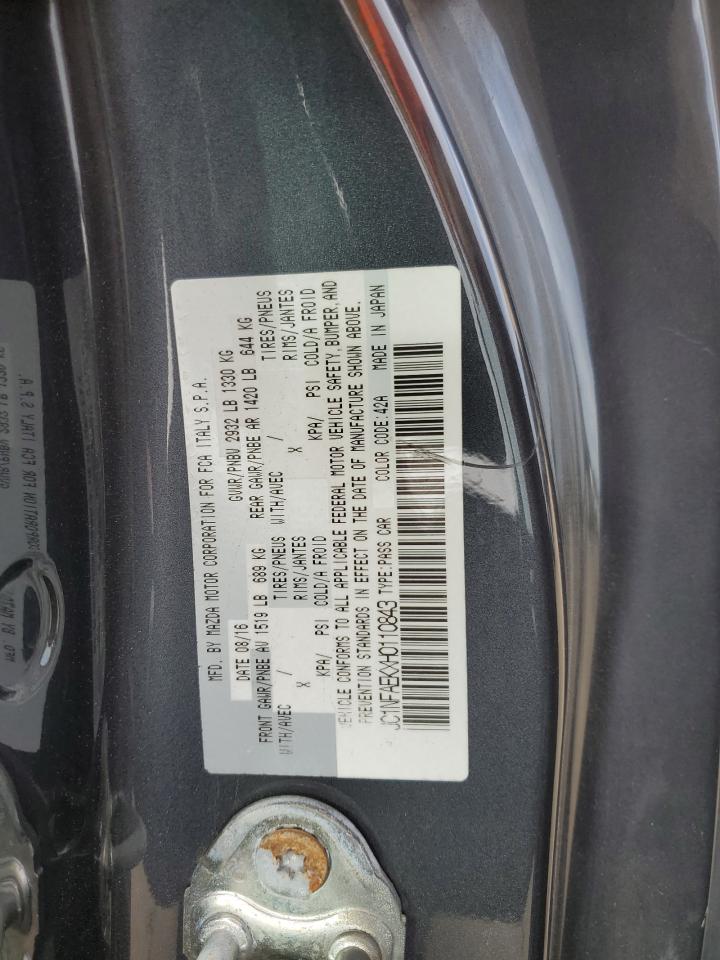 MFD. BY MAZDA MOTOR CORPORATION FOR FCA ITALY S.P.A.
DATE 08/16 GVWR/PNBV 2932 LB 1330 KG
FRONT GAWR/PNBE AV 1519 LB 689 KG REAR GAWR/PNBE AR 1420 LB 644 KG
WITH/AVEC / TIRES/PNEUS WITH/AVEC / TIRES/PNEUS
X RIMS/JANTES X RIMS/JANTES
KPA/ PSI COLD/A FROID KPA/ PSI COLD/A FROID
VEHICLE CONFORMS TO ALL APPLICABLE FEDERAL MOTOR VEHICLE SAFETY, BUMPER, AND
PREVENTION STANDARDS IN EFFECT ON THE DATE OF MANUFACTURE SHOWN ABOVE.
JC1NFAEKXH0110843 TYPE:PASS CAR COLOR CODE:42A MADE IN JAPAN